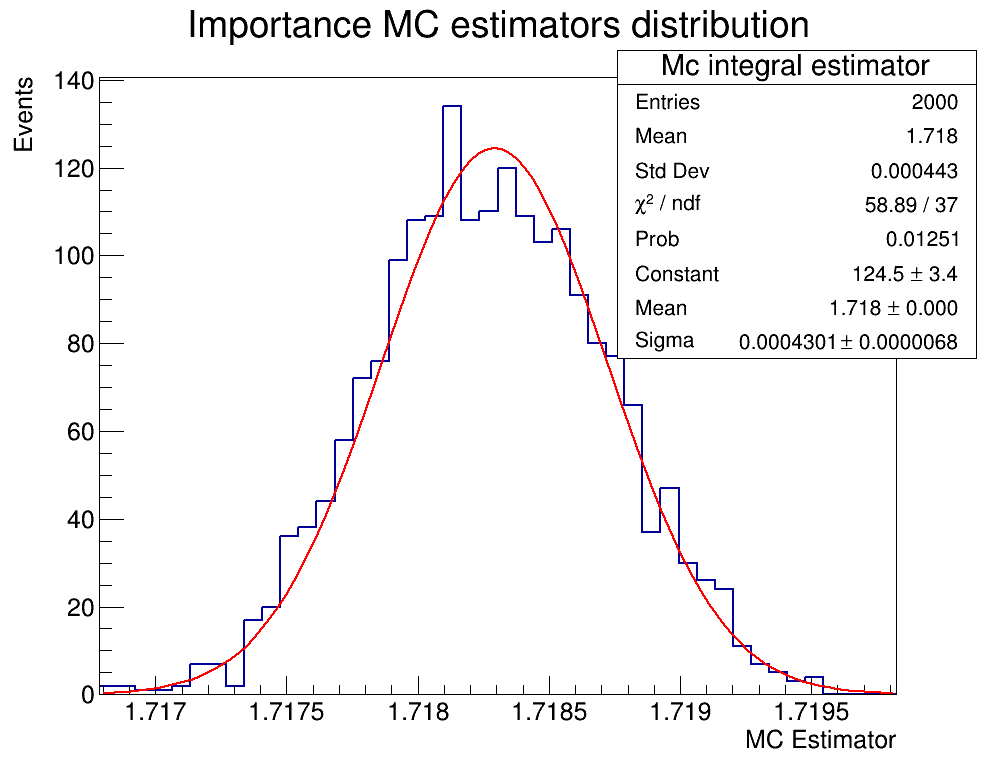 Importance MC estimators distribution
Mc integral estimator
Entries 2000
Mean 1.718
Std Dev 0.000443
χ² / ndf 58.89 / 37
Prob 0.01251
Constant 124.5 ± 3.4
Mean 1.718 ± 0.000
Sigma 0.0004301 ± 0.0000068
Events
140
120
100
80
60
40
20
0
1.717 1.7175 1.718 1.7185 1.719 1.7195
MC Estimator